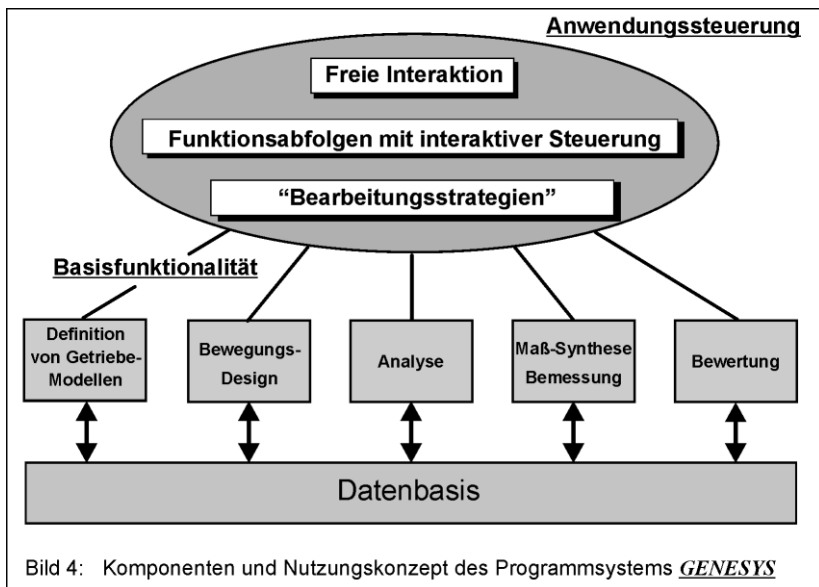 Anwendungssteuerung
Freie Interaktion
Funktionsabfolgen mit interaktiver Steuerung
“Bearbeitungsstrategien”
Basisfunktionalität
Definition
von Getriebe-
Modellen
Bewegungs-
Design
Analyse
Maß-Synthese
Bemessung
Bewertung
Datenbasis
Bild 4: Komponenten und Nutzungskonzept des Programmsystems GENESYS